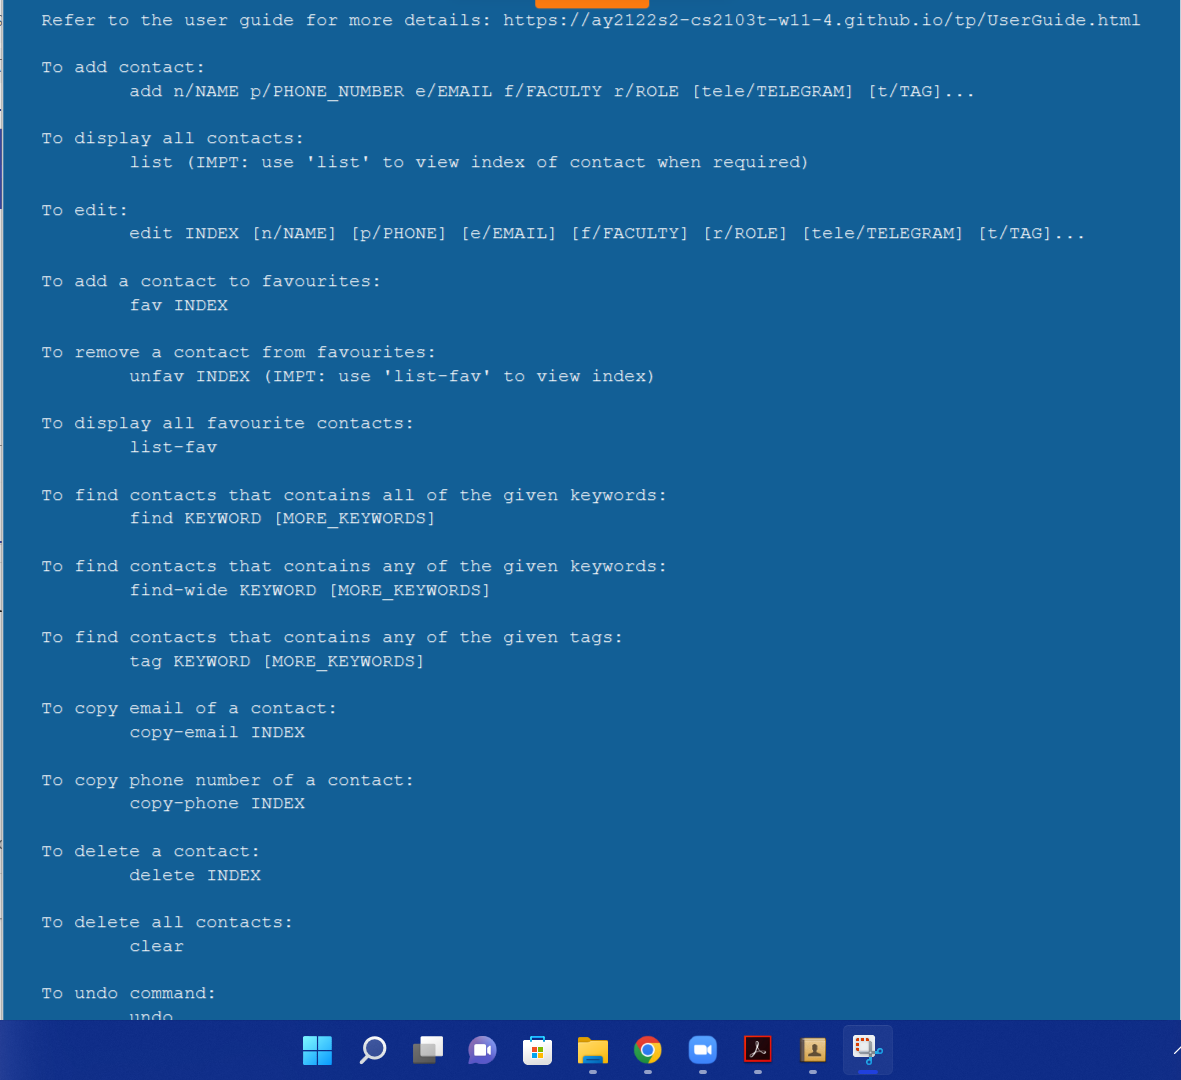 Refer to the user guide for more details: https://ay2122s2-cs2103t-w11-4.github.io/tp/UserGuide.html
To add contact:
add n/NAME p/PHONE_NUMBER e/EMAIL f/FACULTY r/ROLE [tele/TELEGRAM] [t/TAG]...
To display all contacts:
list (IMPT: use 'list' to view index of contact when required)
To edit:
edit INDEX [n/NAME] [p/PHONE] [e/EMAIL] [f/FACULTY] [r/ROLE] [tele/TELEGRAM] [t/TAG]...
To add a contact to favourites:
fav INDEX
To remove a contact from favourites:
unfav INDEX (IMPT: use 'list-fav' to view index)
To display all favourite contacts:
list-fav
To find contacts that contains all of the given keywords:
find KEYWORD [MORE_KEYWORDS]
To find contacts that contains any of the given keywords:
find-wide KEYWORD [MORE_KEYWORDS]
To find contacts that contains any of the given tags:
tag KEYWORD [MORE_KEYWORDS]
To copy email of a contact:
copy-email INDEX
To copy phone number of a contact:
copy-phone INDEX
To delete a contact:
delete INDEX
To delete all contacts:
clear
To undo command:
undo